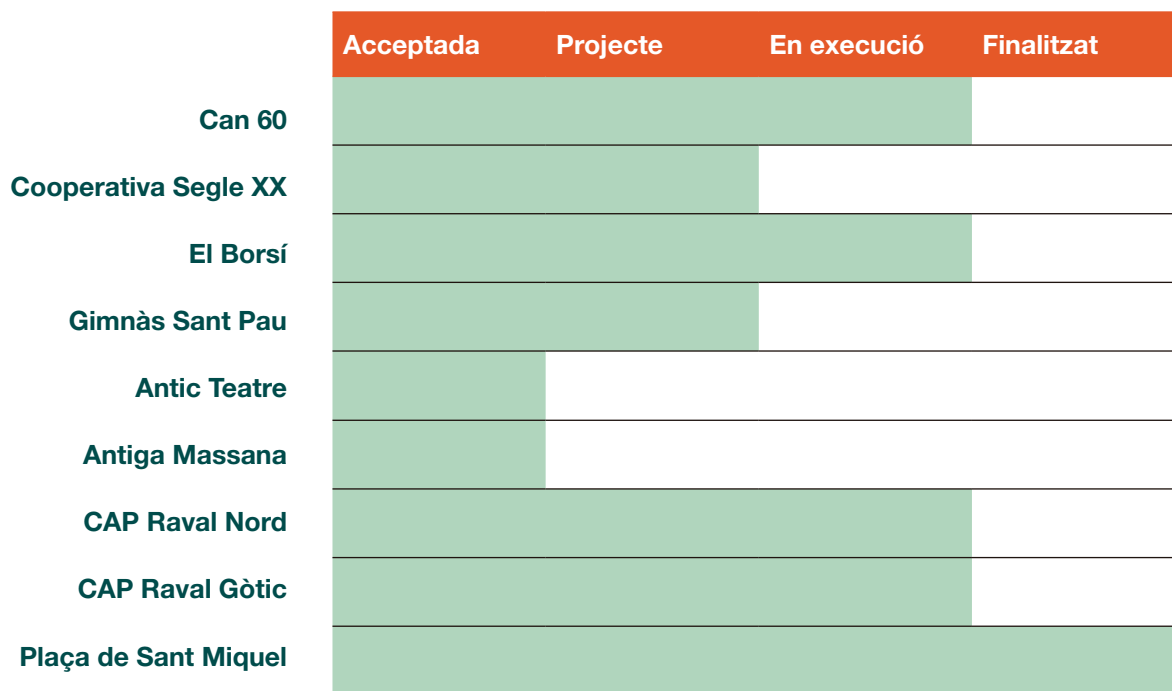 Acceptada Projecte En execució Finalitzat
Can 60
Cooperativa Segle XX
El Borsí
Gimnàs Sant Pau
Antic Teatre
Antiga Massana
CAP Raval Nord
CAP Raval Gòtic
Plaça de Sant Miquel